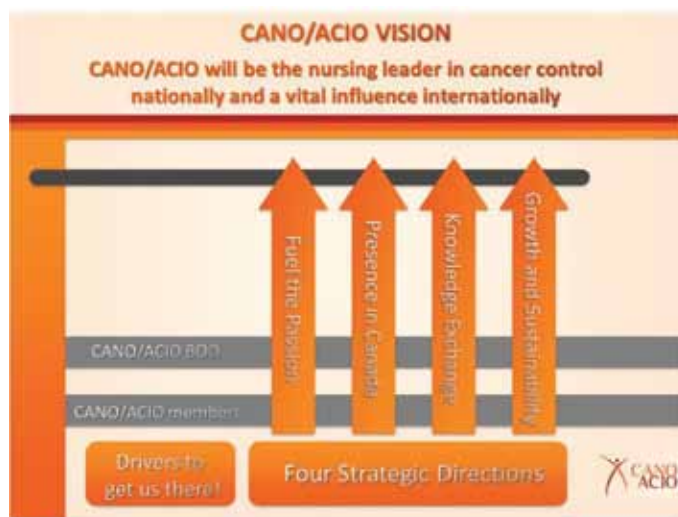 CANO/ACIO VISION
CANO/ACIO will be the nursing leader in cancer control
nationally and a vital influence internationally
Fuel the Passion
Presence in Canada
Knowledge Exchange
Growth and Sustainability
CANO/ACIO BOD
CANO/ACIO members
Drivers to
get us there!
Four Strategic Directions
CANO
ACIO